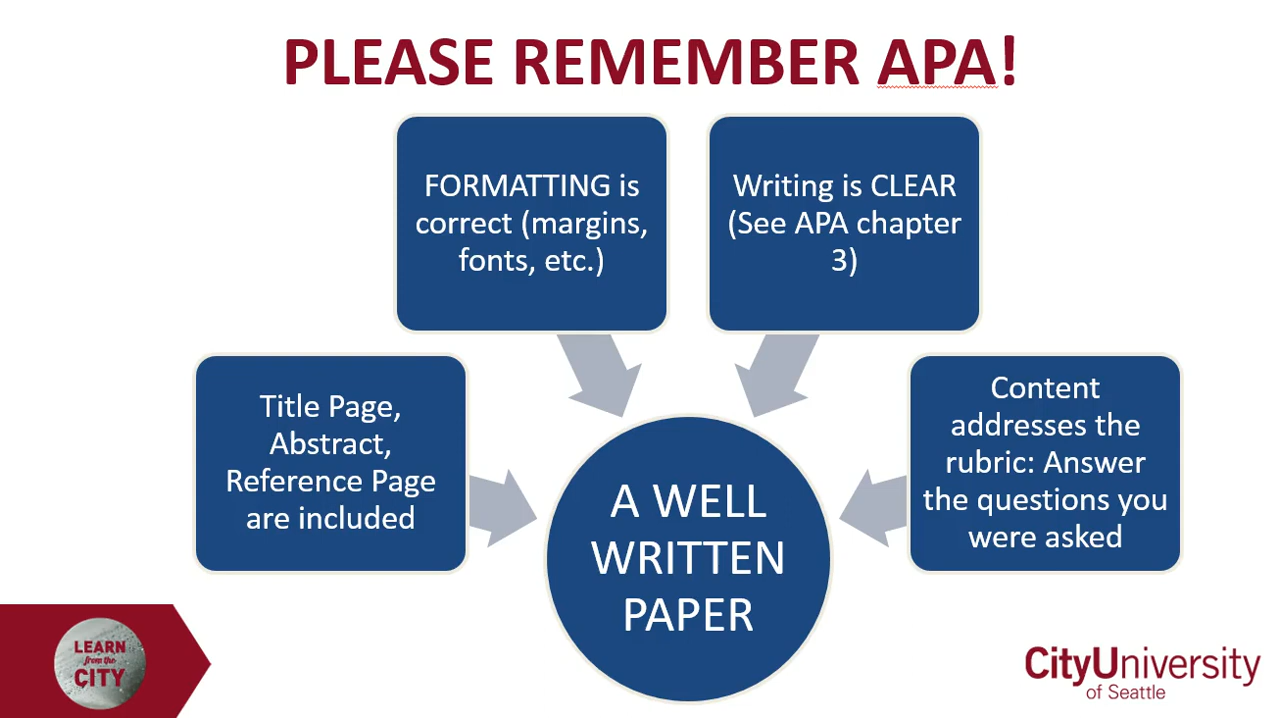 PLEASE REMEMBER APA!
FORMATTING is
correct (margins,
fonts, etc.)
Writing is CLEAR
(See APA chapter
3)
Title Page,
Abstract,
Reference Page
are included
Content
addresses the
rubric: Answer
the questions you
were asked
A WELL
WRITTEN
PAPER
LEARN
from the
CITY
CityUniversity
of Seattle